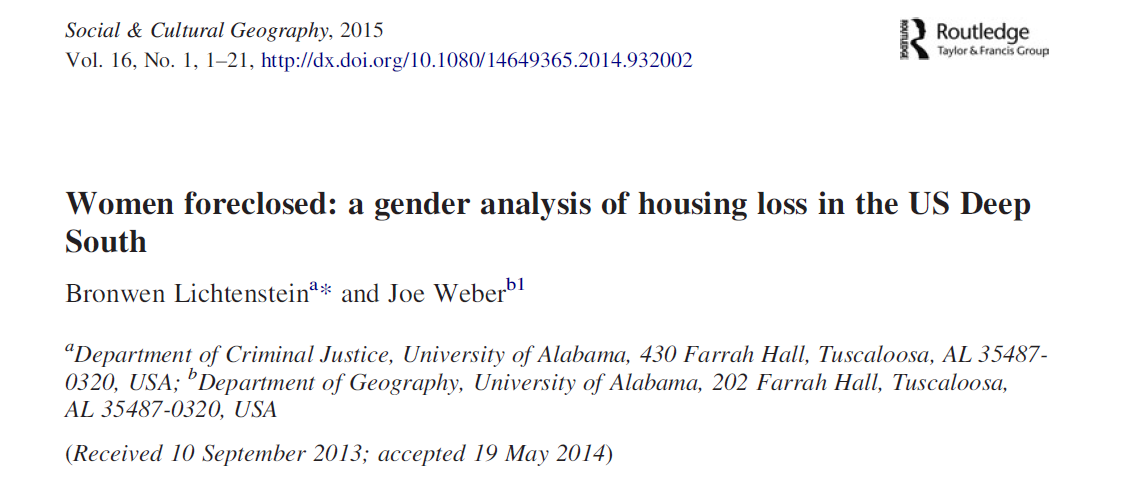 Social & Cultural Geography, 2015
Vol. 16, No. 1, 1–21, http://dx.doi.org/10.1080/14649365.2014.932002
ROUTLEDGE
Routledge
Taylor & Francis Group
Women foreclosed: a gender analysis of housing loss in the US Deep
South
Bronwen Lichtensteina* and Joe Weberb1
aDepartment of Criminal Justice, University of Alabama, 430 Farrah Hall, Tuscaloosa, AL 35487-
0320, USA; bDepartment of Geography, University of Alabama, 202 Farrah Hall, Tuscaloosa,
AL 35487-0320, USA
(Received 10 September 2013; accepted 19 May 2014)